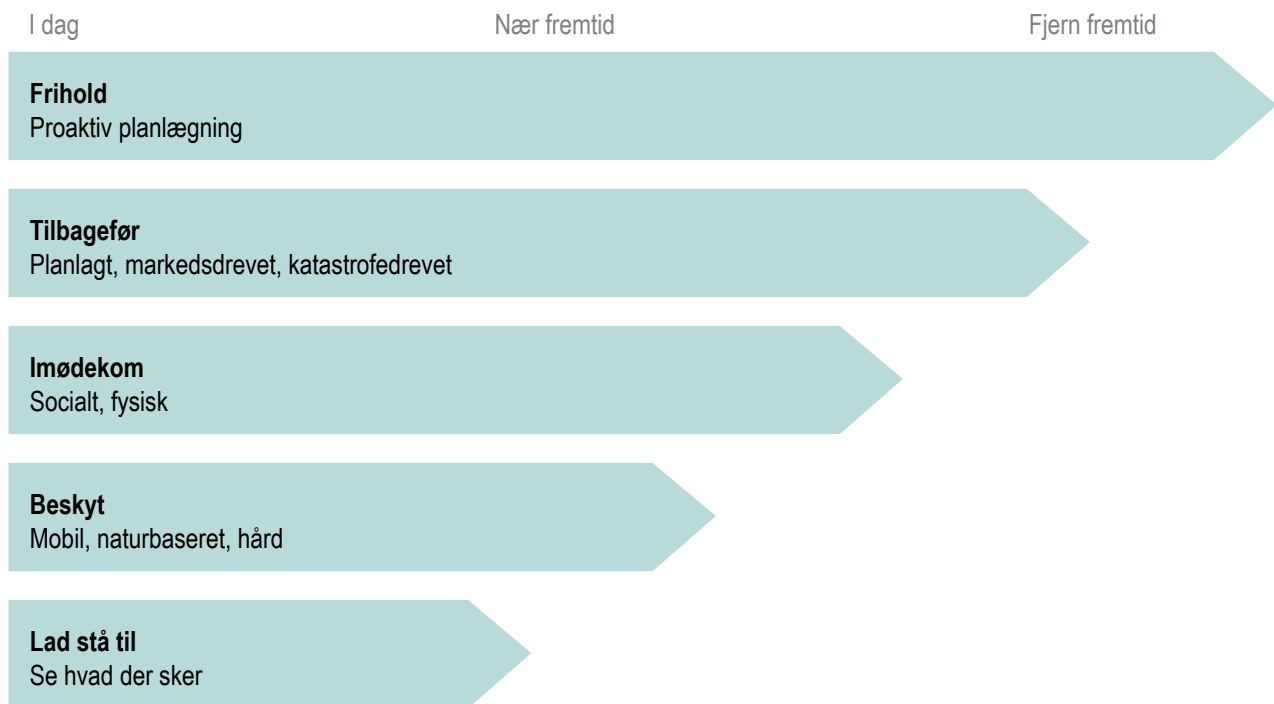 I dag
Nær fremtid
Fjern fremtid
Frihold
Proaktiv planlægning
Tilbagefør
Planlagt, markedsdrevet, katastrofedrevet
Imødekom
Socialt, fysisk
Beskyt
Mobil, naturbaseret, hård
Lad stå til
Se hvad der sker